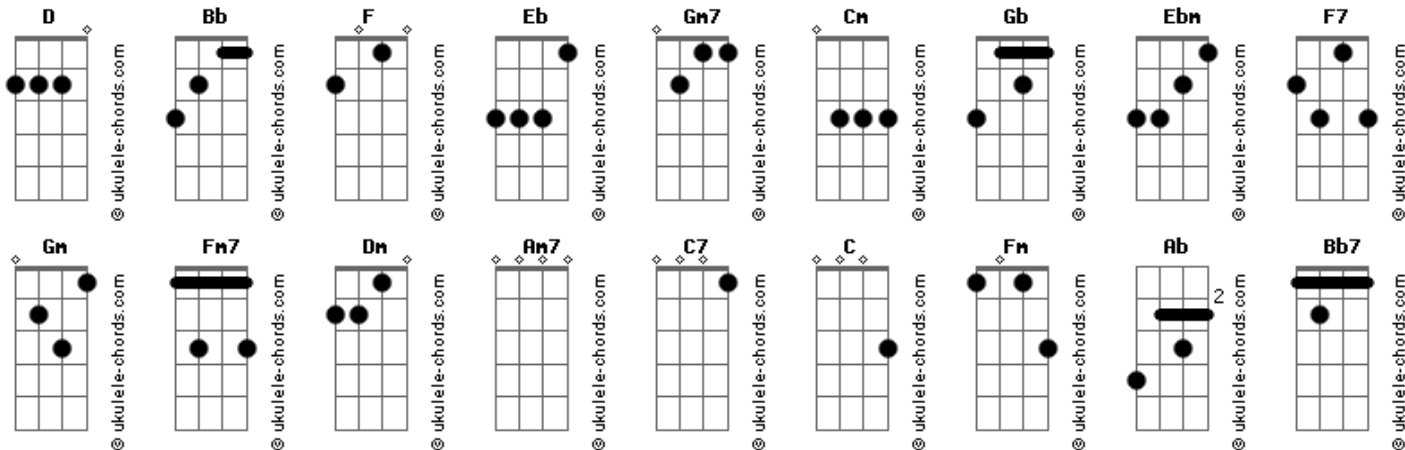 D Bb F Eb Gm7 Cm Gb Ebm F7
© ukulele-chords.com © ukulele-chords.com © ukulele-chords.com © ukulele-chords.com © ukulele-chords.com © ukulele-chords.com © ukulele-chords.com © ukulele-chords.com © ukulele-chords.com
Gm Fm7 Dm Am7 C7 C Fm Ab Bb7
2
© ukulele-chords.com © ukulele-chords.com © ukulele-chords.com © ukulele-chords.com © ukulele-chords.com © ukulele-chords.com © ukulele-chords.com © ukulele-chords.com © ukulele-chords.com